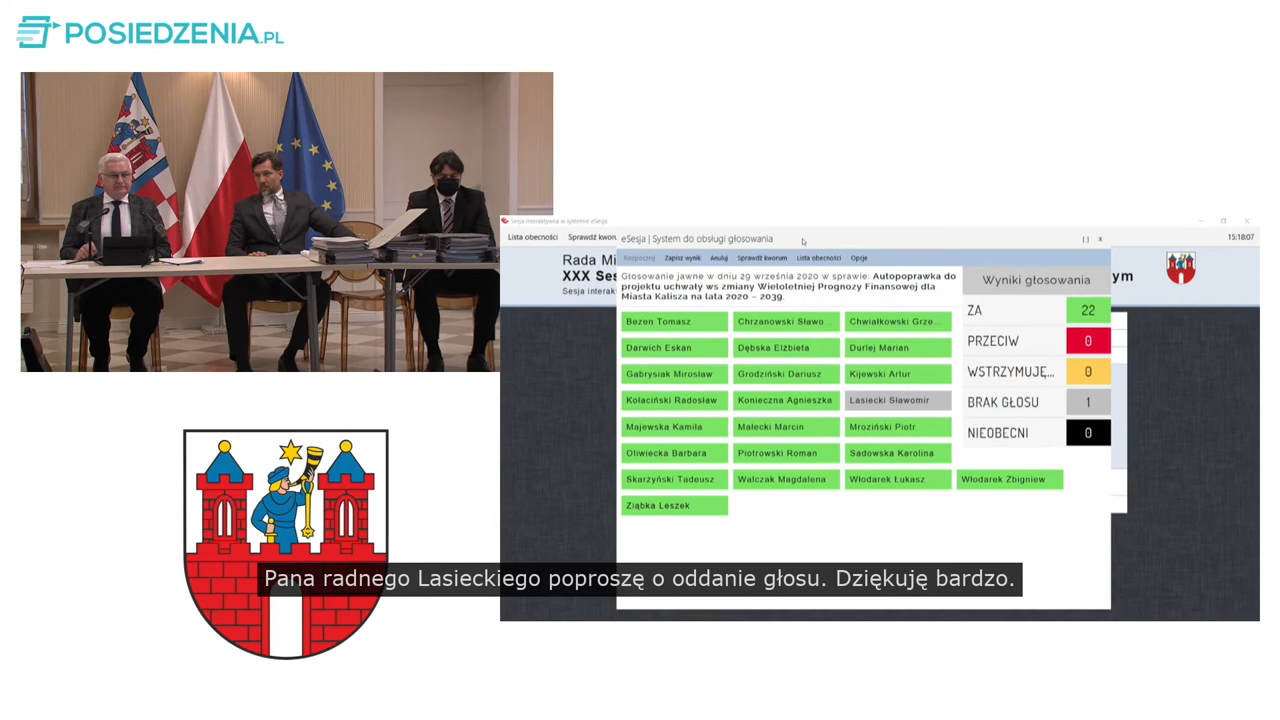 POSIEDZENIA.PL
Sesja interaktywna w systemie eSesja
Lista obecności Sprawdź kworum
15:18:07
Rada Mi
XXX Ses
Sesja interak
ym
eSesja | System do obsługi głosowania
Rozpocznij Zapisz wynik Anuluj Sprawdź kworum Lista obecności Opcje
Głosowanie jawne w dniu 29 września 2020 w sprawie: Autopoprawka do
projektu uchwały ws zmiany Wieloletniej Prognozy Finansowej dla
Miasta Kalisza na lata 2020 – 2039.
Bezen Tomasz Chrzanowski Sławo... Chwiałkowski Grze...
Darwich Eskan Dębska Elżbieta Durlej Marian
Gabrysiak Mirosław Grodziński Dariusz Kijewski Artur
Kołaciński Radosław Konieczna Agnieszka Lasiecki Sławomir
Majewska Kamila Małecki Marcin Mroziński Piotr
Oliwiecka Barbara Piotrowski Roman Sadowska Karolina
Skarżyński Tadeusz Walczak Magdalena Włodarek Łukasz Włodarek Zbigniew
Ziąbka Leszek
Wyniki głosowania
ZA 22
PRZECIW 0
WSTRZYMUJĘ... 0
BRAK GŁOSU 1
NIEOBECNI 0
Pana radnego Lasieckiego poproszę o oddanie głosu. Dziękuję bardzo.